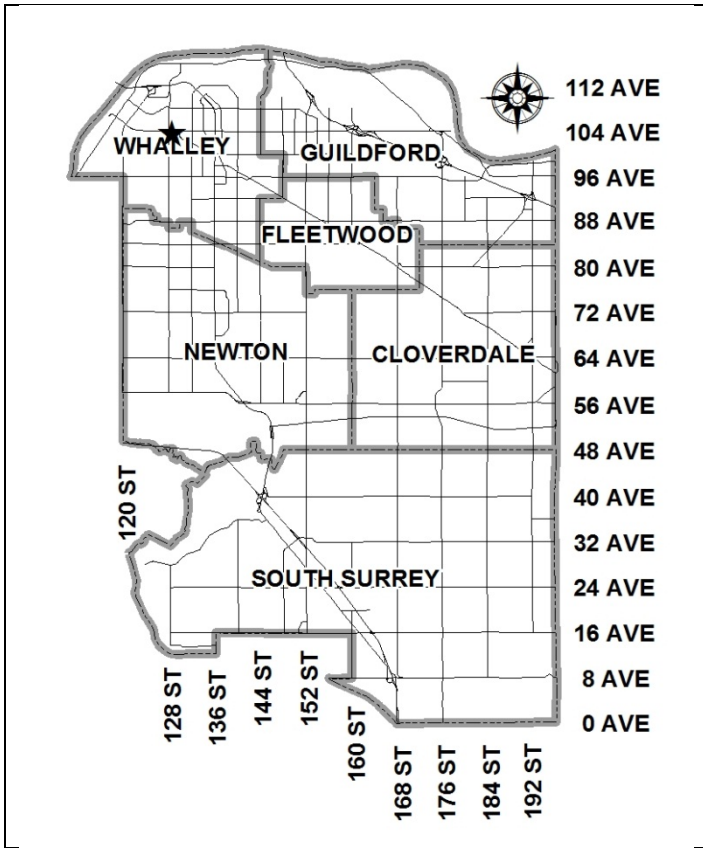 112 AVE
104 AVE
WHALLEY
GUILDFORD
96 AVE
88 AVE
FLEETWOOD
80 AVE
72 AVE
NEWTON
CLOVERDALE
64 AVE
56 AVE
48 AVE
120 ST
40 AVE
32 AVE
SOUTH SURREY
24 AVE
16 AVE
128 ST
136 ST
144 ST
152 ST
160 ST
8 AVE
0 AVE
168 ST
176 ST
184 ST
192 ST